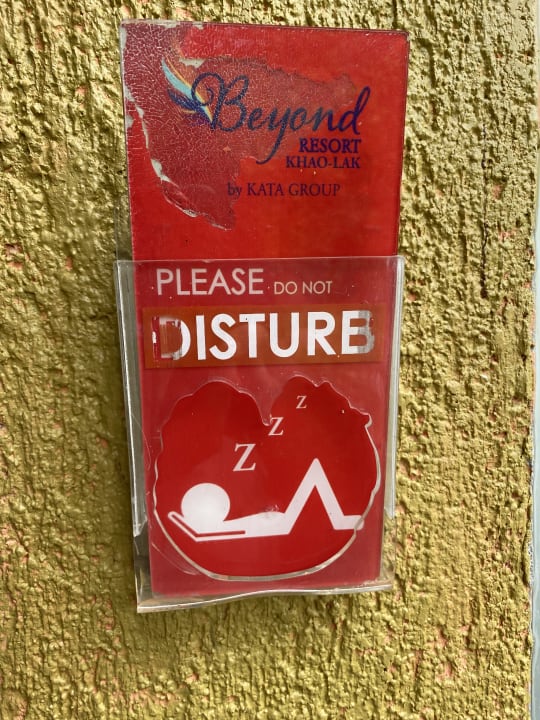 Beyond
RESORT
KHAO-LAK
by KATA GROUP
PLEASE DO NOT
DISTURB
z
z
Z